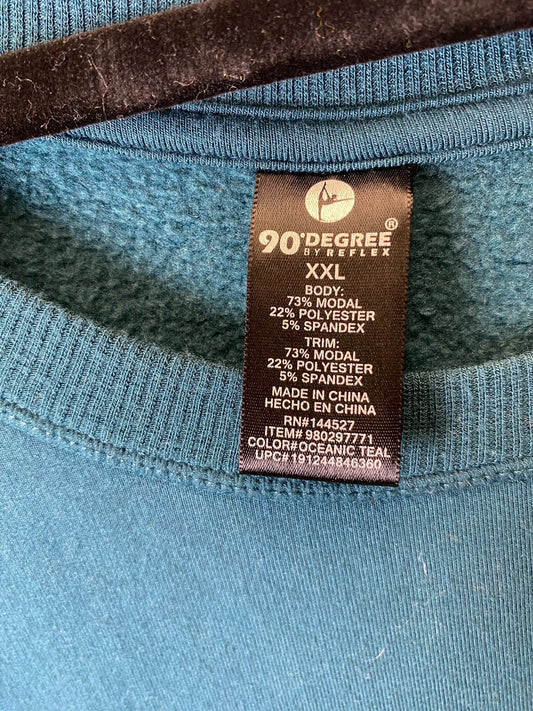 90°DEGREE®
BY REFLEX
XXL
BODY:
73% MODAL
22% POLYESTER
5% SPANDEX
TRIM:
73% MODAL
22% POLYESTER
5% SPANDEX
MADE IN CHINA
HECHO EN CHINA
RN#144527
ITEM# 980297771
COLOR#OCEANIC TEAL
UPC#191244846360